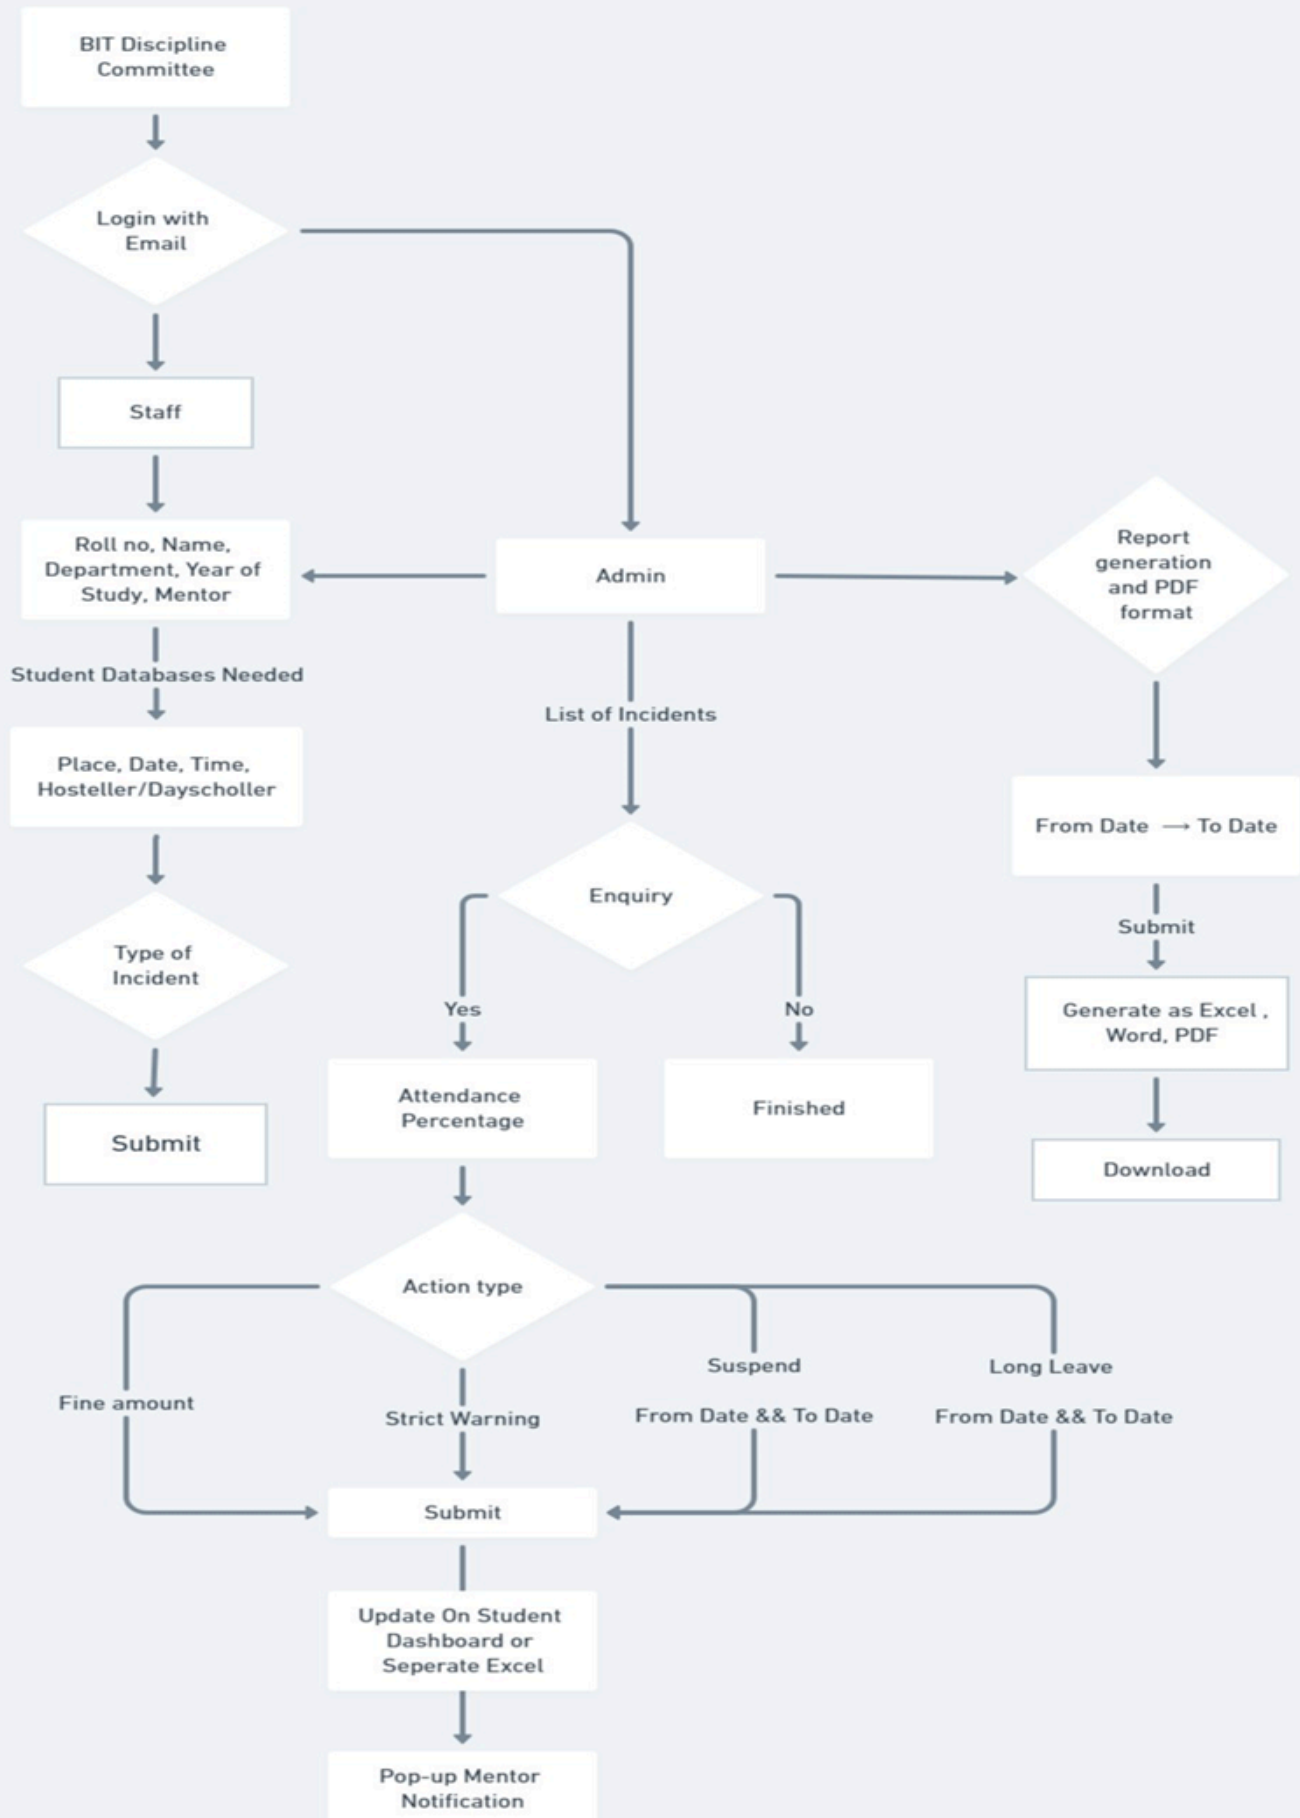 BIT Discipline
Committee
Login with
Email
Staff
Roll no, Name,
Department, Year of
Study, Mentor
Student Databases Needed
Place, Date, Time,
Hosteller/Dayscholler
Type of
Incident
Submit
Admin
List of Incidents
Enquiry
Yes
No
Attendance
Percentage
Finished
Report
generation
and PDF
format
From Date → To Date
Submit
Generate as Excel ,
Word, PDF
Download
Action type
Fine amount
Strict Warning
Suspend
From Date && To Date
Long Leave
From Date && To Date
Submit
Update On Student
Dashboard or
Seperate Excel
Pop-up Mentor
Notification